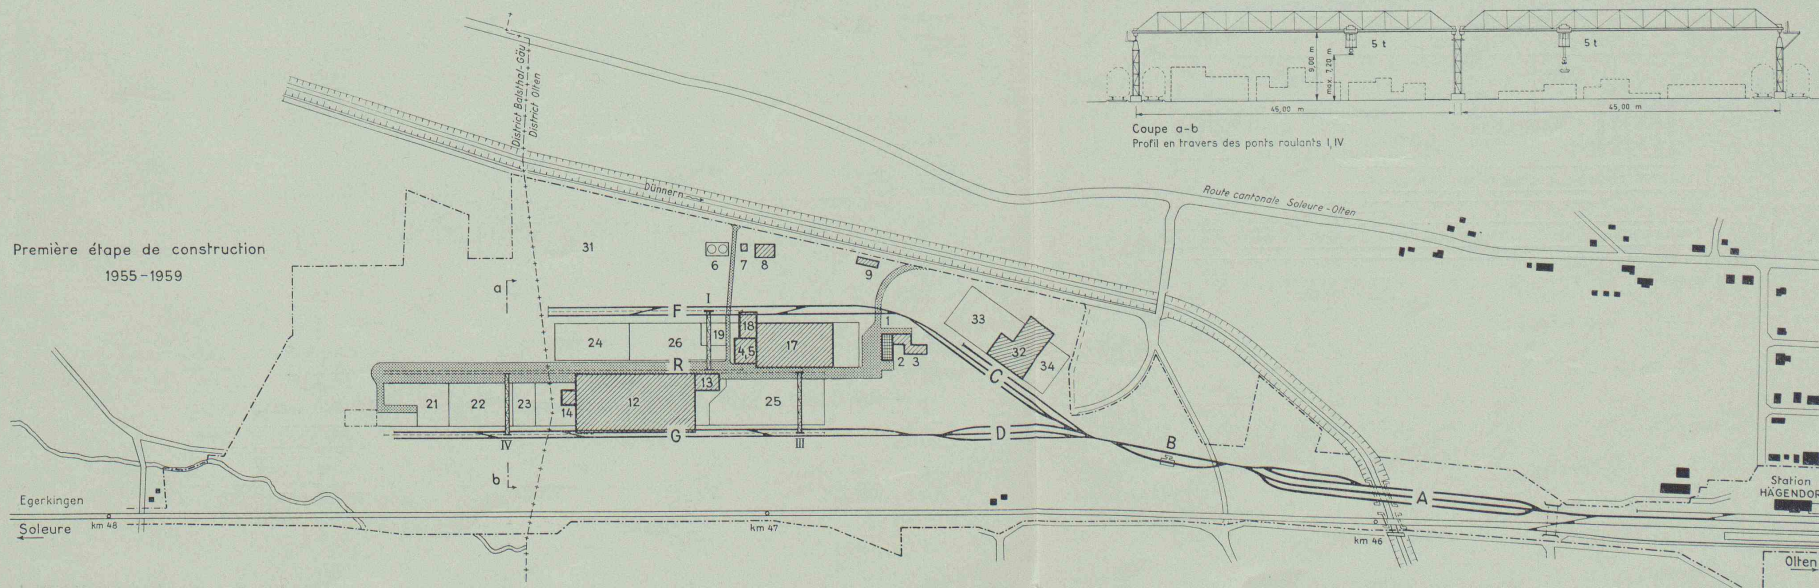 5 t
5 t
9,00 m
max. 7,20 m
45,00 m
45,00 m
Coupe a-b
Profil en travers des ponts roulants I, IV
District Balsthal-Gäu
District Olten
Dünnern
Route cantonale Soleure-Olten
Première étape de construction
1955-1959
31
6
7
8
9
a
I
F
1
33
24
26
19
18
4,5
17
2
3
32
34
R
C
21
22
23
14
12
13
25
IV
G
III
D
B
b
A
Egerkingen
Soleure
km 48
km 47
km 46
Station
HÄGENDOR
Olten